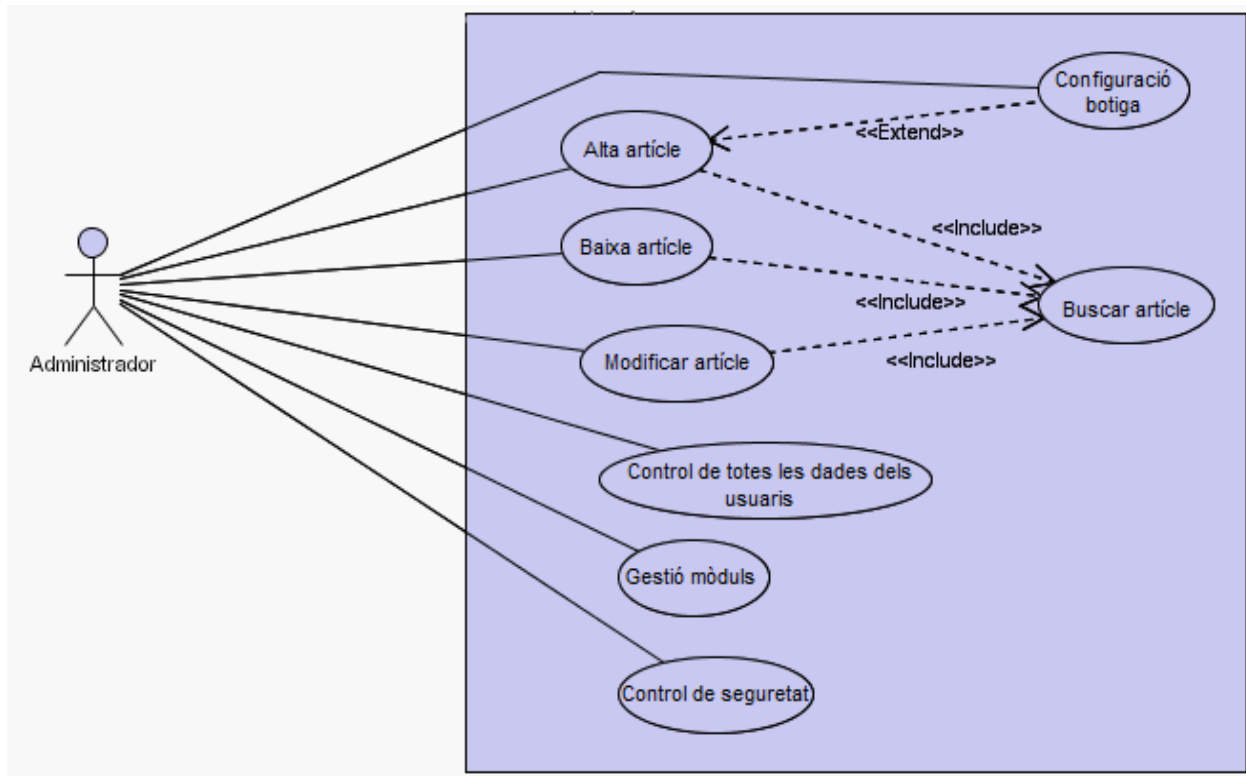 Configuració
botiga
<<Extend>>
Alta artícle
<<Include>>
Baixa artícle
<<Include>>
Buscar artícle
Administrador
Modificar artícle
<<Include>>
Control de totes les dades dels
usuaris
Gestió mòduls
Control de seguretat